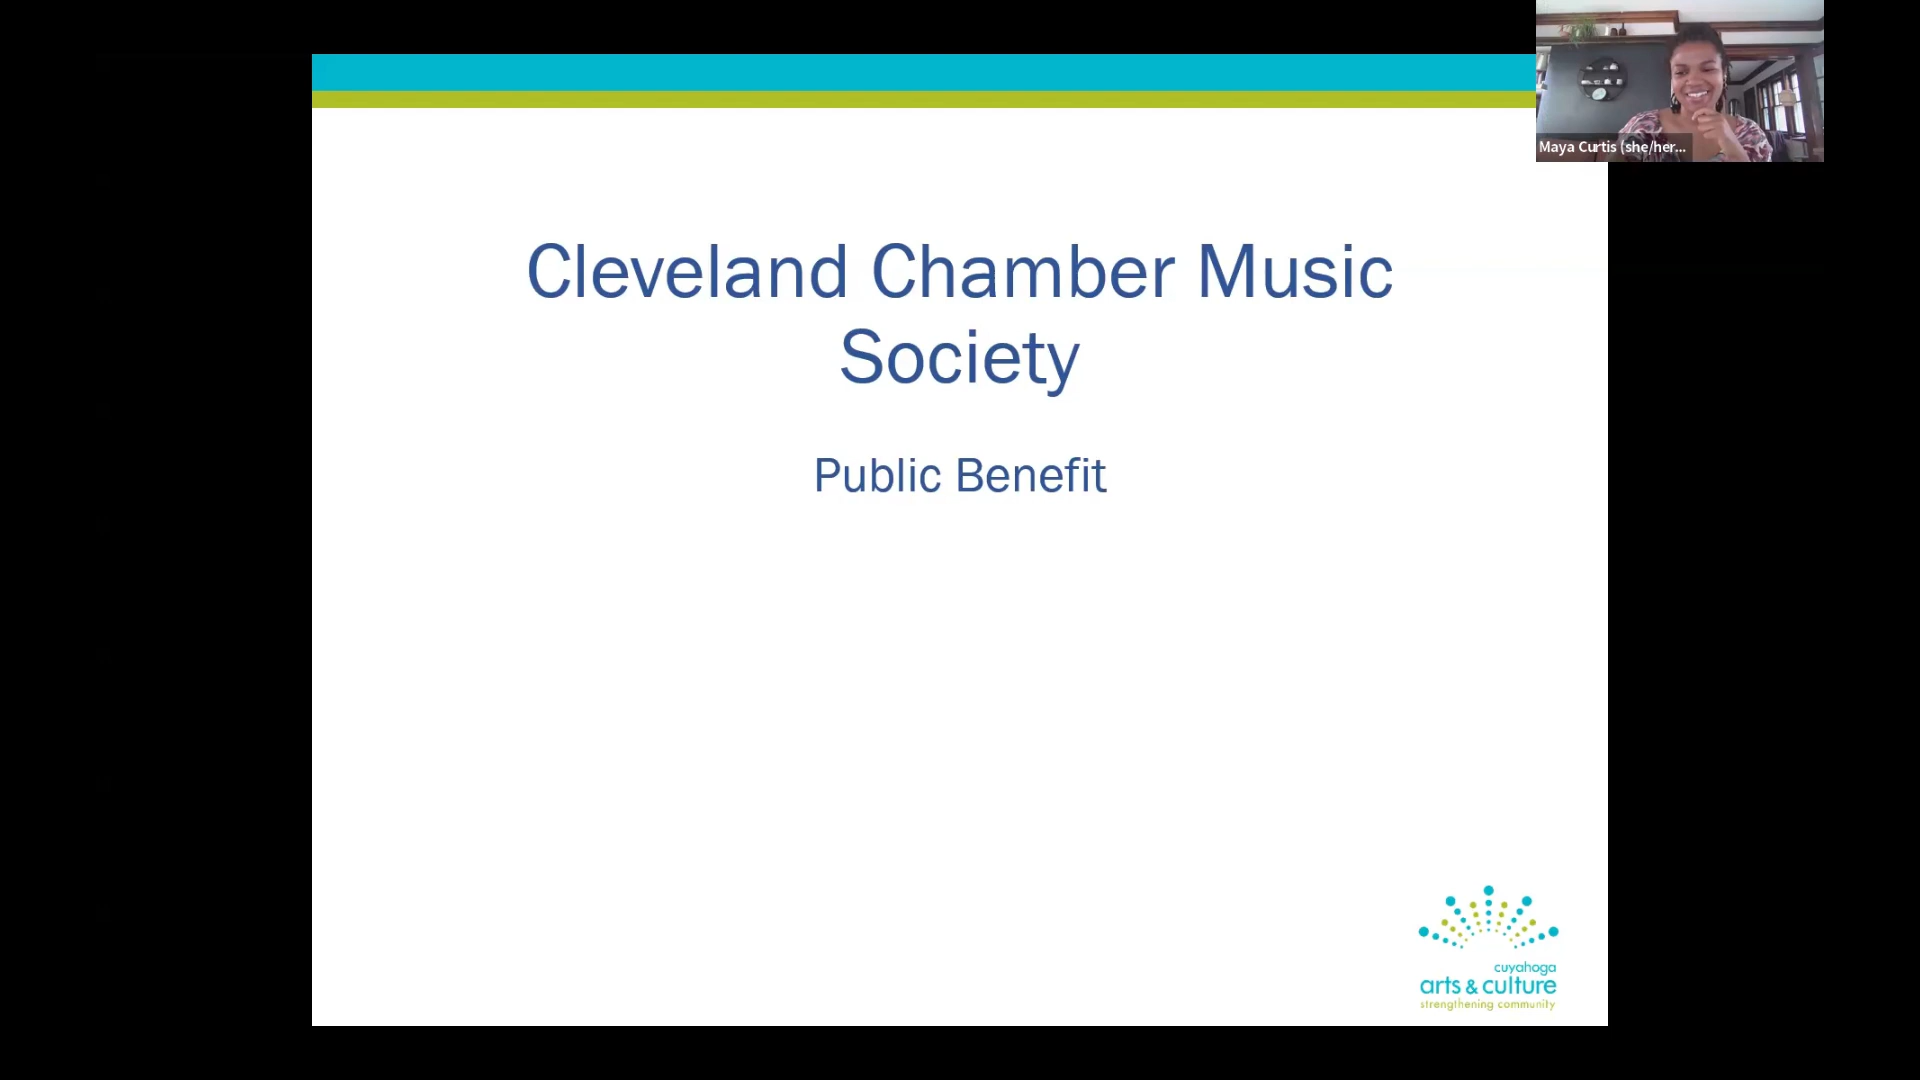 Maya Curtis (she/her...
Cleveland Chamber Music
Society
Public Benefit
cuyahoga
arts & culture
strengthening community